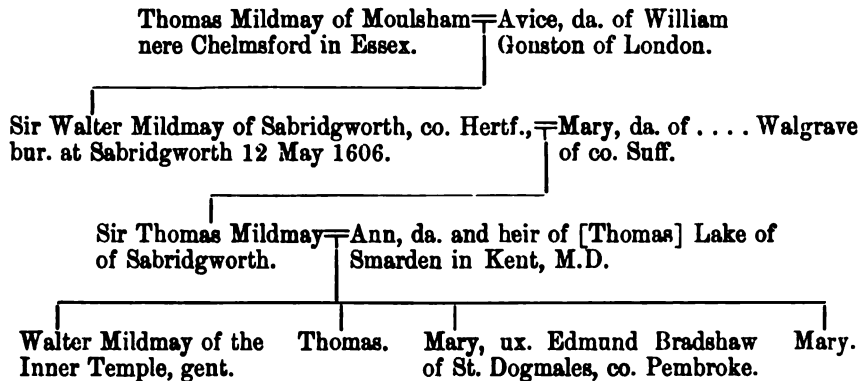 Thomas Mildmay of Moulsham=Avice, da. of William
nere Chelmsford in Essex. Gonston of London.
Sir Walter Mildmay of Sabridgworth, co. Hertf.,=Mary, da. of .... Walgrave
bur. at Sabridgworth 12 May 1606. of co. Suff.
Sir Thomas Mildmay=Ann, da. and heir of [Thomas] Lake of
of Sabridgworth. Smarden in Kent, M.D.
Walter Mildmay of the Thomas. Mary, ux. Edmund Bradshaw Mary.
Inner Temple, gent. of St. Dogmales, co. Pembroke.